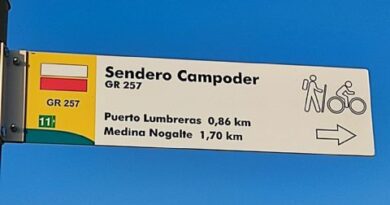 Sendero Campoder
GR 257
GR 257
Puerto Lumbreras 0,86 km
Medina Nogalte 1,70 km
11